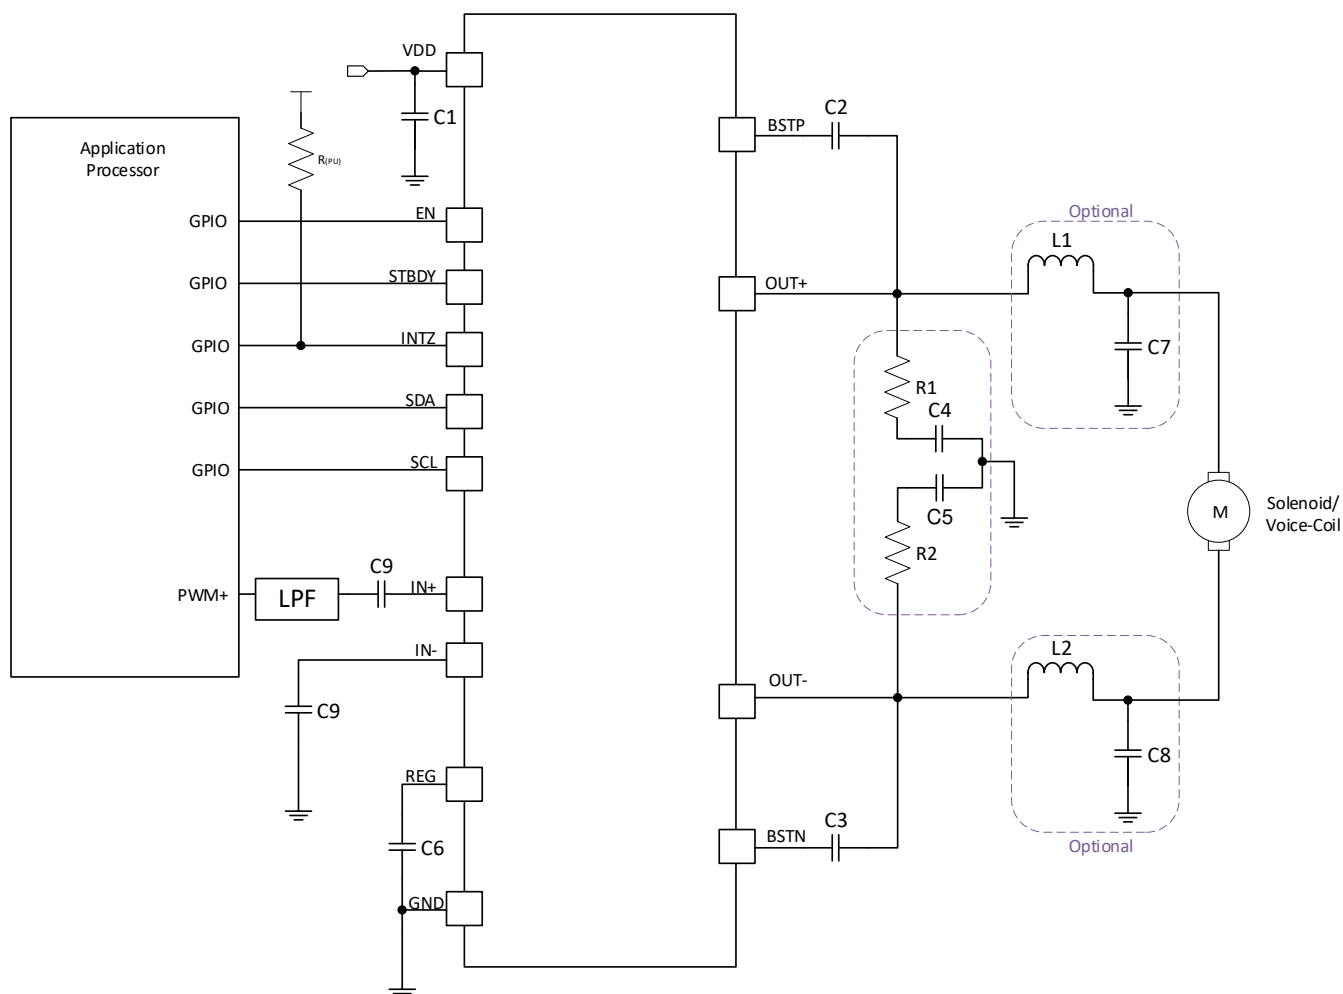 VDD
C1
Application
Processor
R(PU)
GPIO
EN
GPIO
STBDY
GPIO
INTZ
GPIO
SDA
GPIO
SCL
PWM+
LPF
C9
IN+
IN-
C9
REG
C6
GND
BSTP
C2
OUT+
Optional
L1
C7
R1
C4
C5
R2
M
Solenoid/
Voice-Coil
OUT-
L2
C8
Optional
BSTN
C3